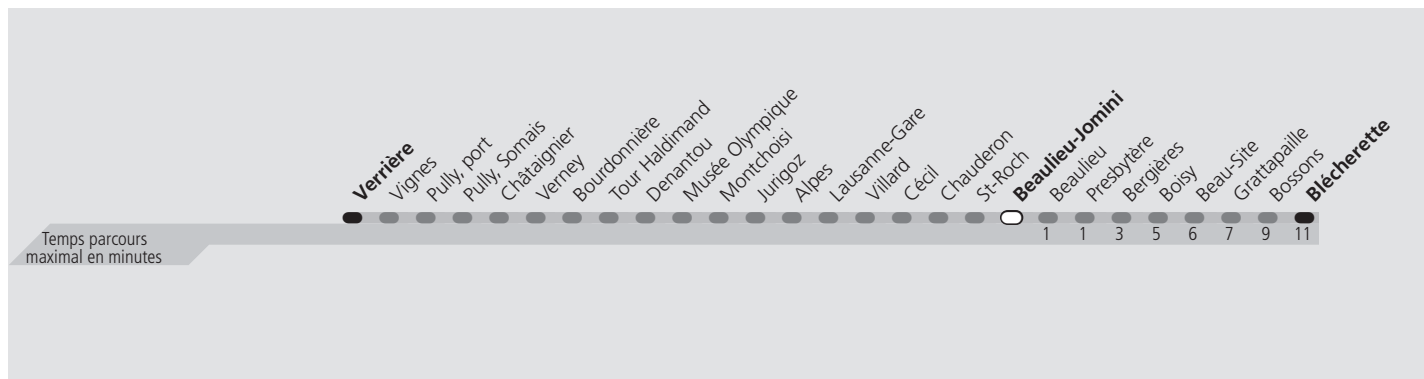 Verrière
Vignes
Pully, port
Pully, Somais
Châtaignier
Verney
Bourdonnière
Tour Haldimand
Denantou
Musée Olympique
Montchoisi
Jurigoz
Alpes
Lausanne-Gare
Villard
Cécil
Chauderon
St-Roch
Beaulieu-Jomini
Beaulieu
Presbytère
Bergières
Boisy
Beau-Site
Grattapaille
Bossons
Blécherette
Temps parcours
maximal en minutes
1 1 3 5 6 7 9 11